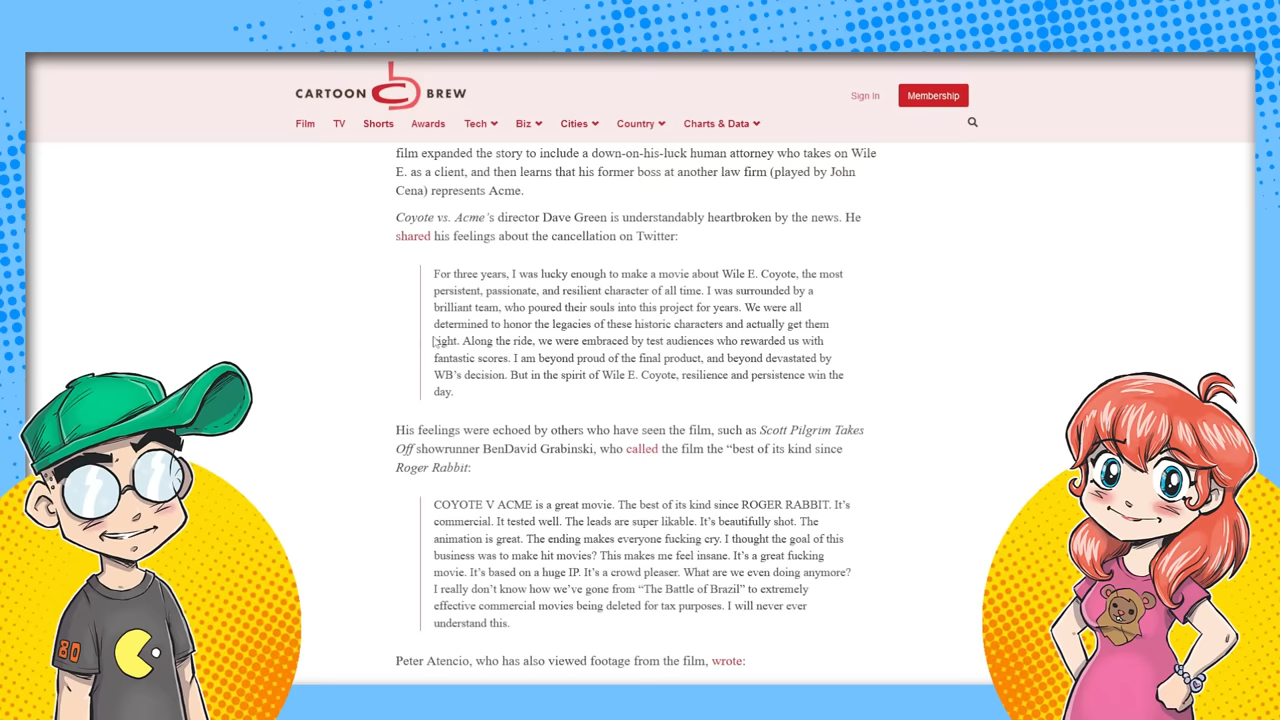 CARTOON BREW
Sign In
Membership
Film TV Shorts Awards Tech Biz Cities Country Charts & Data
film expanded the story to include a down-on-his-luck human attorney who takes on Wile
E. as a client, and then learns that his former boss at another law firm (played by John
Cena) represents Acme.
Coyote vs. Acme's director Dave Green is understandably heartbroken by the news. He
shared his feelings about the cancellation on Twitter:
For three years, I was lucky enough to make a movie about Wile E. Coyote, the most
persistent, passionate, and resilient character of all time. I was surrounded by a
brilliant team, who poured their souls into this project for years. We were all
determined to honor the legacies of these historic characters and actually get them
right. Along the ride, we were embraced by test audiences who rewarded us with
fantastic scores. I am beyond proud of the final product, and beyond devastated by
WB's decision. But in the spirit of Wile E. Coyote, resilience and persistence win the
day.
His feelings were echoed by others who have seen the film, such as Scott Pilgrim Takes
Off showrunner BenDavid Grabinski, who called the film the “best of its kind since
Roger Rabbit:
COYOTE V ACME is a great movie. The best of its kind since ROGER RABBIT. It's
commercial. It tested well. The leads are super likable. It's beautifully shot. The
animation is great. The ending makes everyone fucking cry. I thought the goal of this
business was to make hit movies? This makes me feel insane. It's a great fucking
movie. It's based on a huge IP. It's a crowd pleaser. What are we even doing anymore?
I really don't know how we've gone from “The Battle of Brazil” to extremely
effective commercial movies being deleted for tax purposes. I will never ever
understand this.
Peter Atencio, who has also viewed footage from the film, wrote:
80